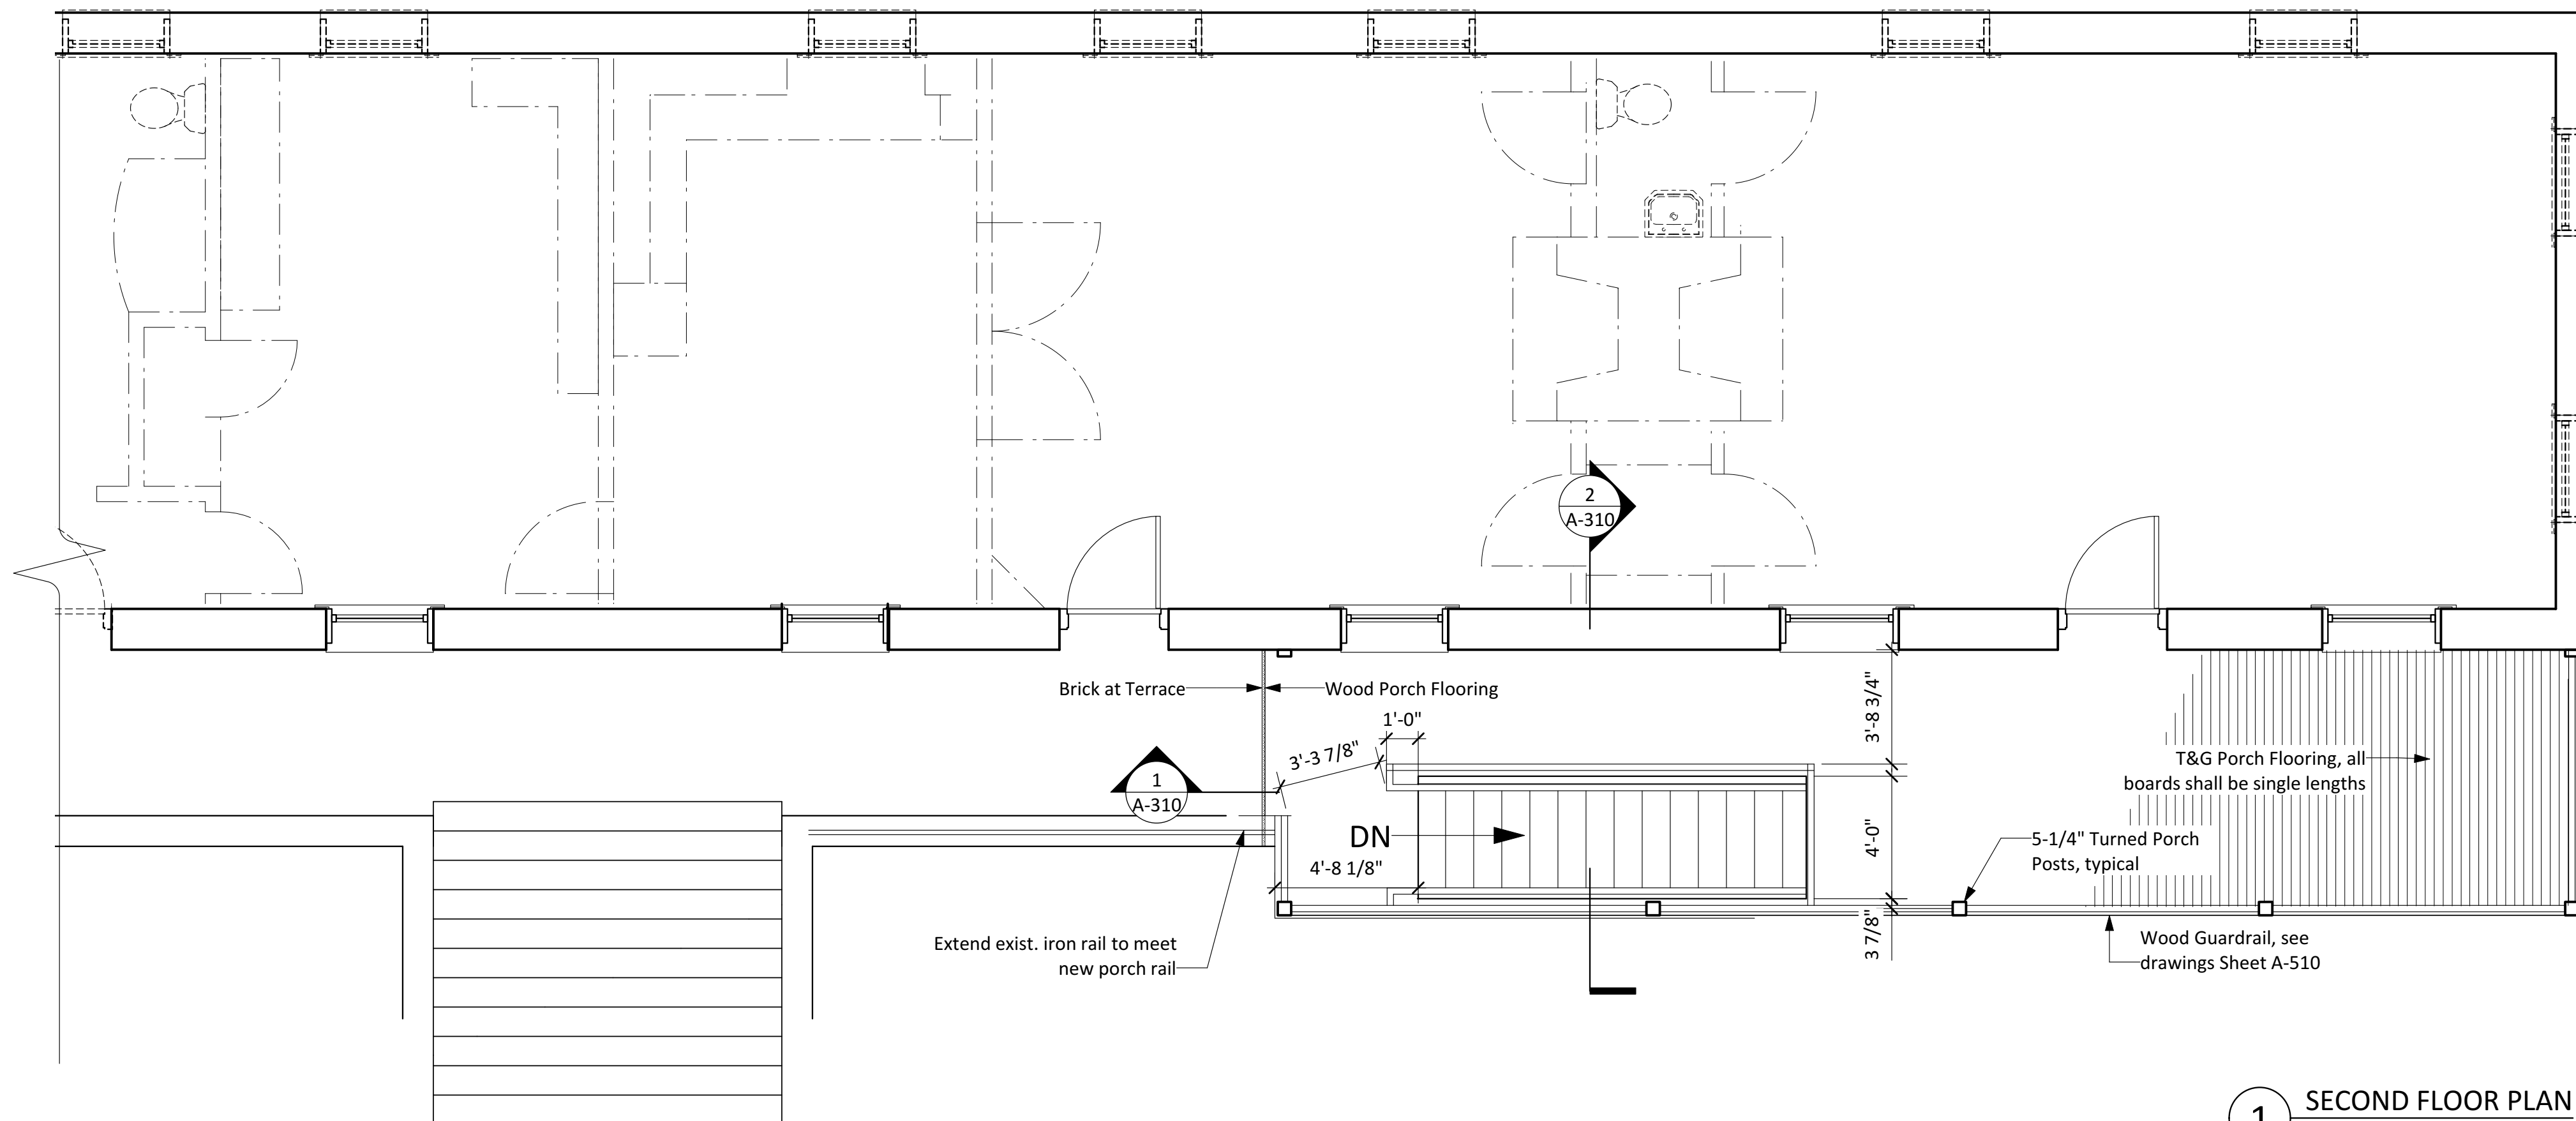 2
A-310
Brick at Terrace
Wood Porch Flooring
3'-8 3/4"
1'-0"
3'-3 7/8"
T&G Porch Flooring, all
boards shall be single lengths
1
A-310
DN
4'-8 1/8"
4'-0"
5-1/4" Turned Porch
Posts, typical
3 7/8"
Extend exist. iron rail to meet
new porch rail
Wood Guardrail, see
drawings Sheet A-510
1
SECOND FLOOR PLAN